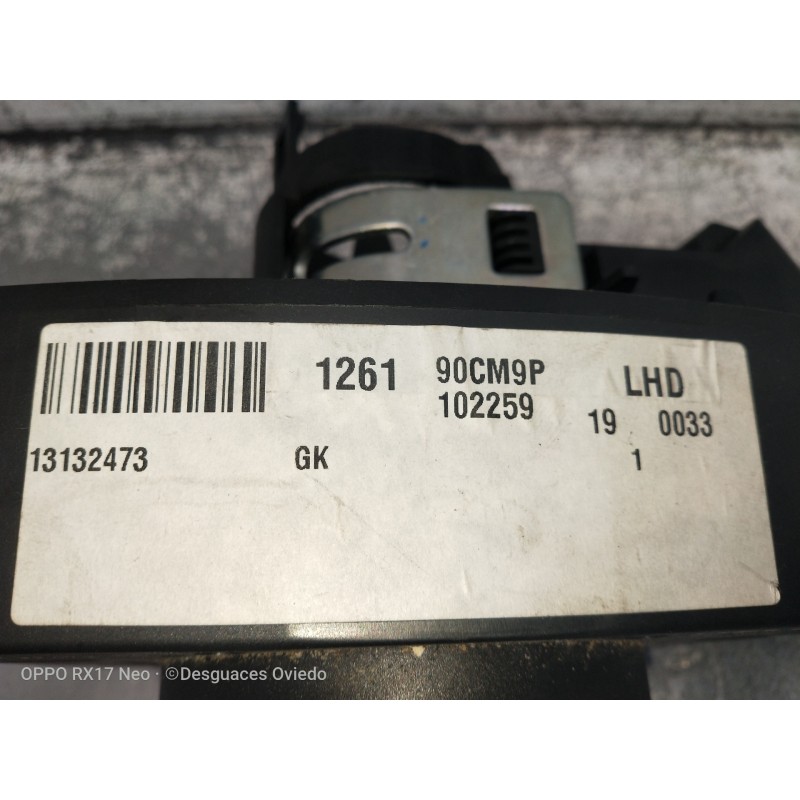 1261 90CM9P LHD
102259 19 0033
13132473 GK 1
OPPO RX17 Neo · ©Desguaces Oviedo